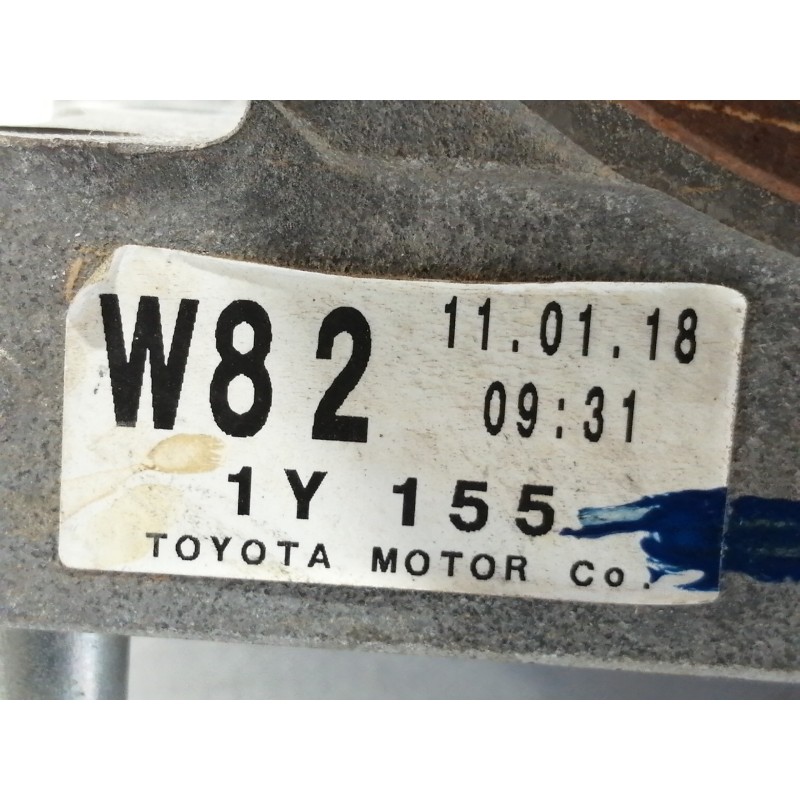 W82 11.01.18
09:31
1Y 155
TOYOTA MOTOR Co.